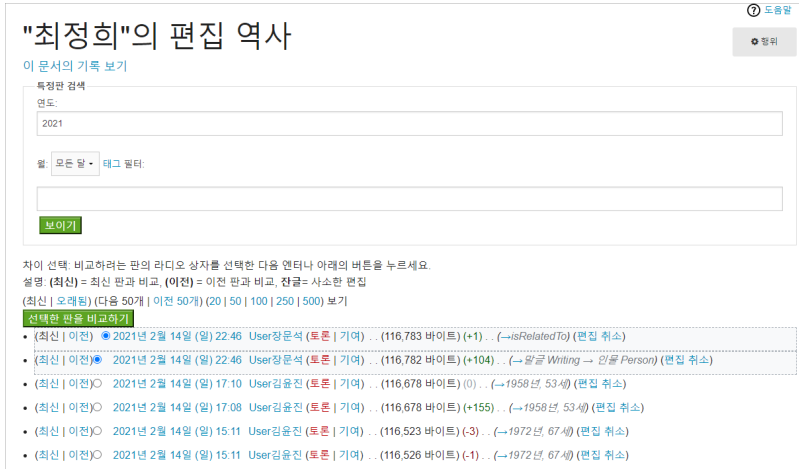 도움말
"최정희"의 편집 역사
행위
이 문서의 기록 보기
특정판 검색
연도:
2021
월: 모든 달 태그 필터:
보이기
차이 선택: 비교하려는 판의 라디오 상자를 선택한 다음 엔터나 아래의 버튼을 누르세요.
설명: (최신) = 최신 판과 비교, (이전) = 이전 판과 비교, 잔글= 사소한 편집
(최신 | 오래됨) (다음 50개 | 이전 50개) (20 | 50 | 100 | 250 | 500) 보기
선택한 판을 비교하기
(최신 | 이전) 2021년 2월 14일 (일) 22:46 User장문석 (토론 | 기여) . . (116,783 바이트) (+1) . . (→isRelatedTo) (편집 취소)
(최신 | 이전) 2021년 2월 14일 (일) 22:46 User장문석 (토론 | 기여) . . (116,782 바이트) (+104) . . (→말글 Writing → 인물 Person) (편집 취소)
(최신 | 이전) 2021년 2월 14일 (일) 17:10 User김윤진 (토론 | 기여) . . (116,678 바이트) (0) . . (→1958년, 53세) (편집 취소)
(최신 | 이전) 2021년 2월 14일 (일) 17:08 User김윤진 (토론 | 기여) . . (116,678 바이트) (+155) . . (→1958년, 53세) (편집 취소)
(최신 | 이전) 2021년 2월 14일 (일) 15:11 User김윤진 (토론 | 기여) . . (116,523 바이트) (-3) . . (→1972년, 67세) (편집 취소)
(최신 | 이전) 2021년 2월 14일 (일) 15:11 User김윤진 (토론 | 기여) . . (116,526 바이트) (-1) . . (→1972년, 67세) (편집 취소)